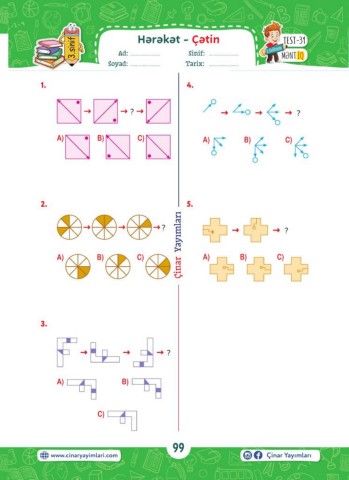 3.sinif
Hərəkət – Çətin
Ad:
Sinif:
Soyad:
Tarix:
TEST-31
MƏNTİQ
1.
?
A)
B)
C)
4.
?
A)
B)
C)
2.
?
A)
B)
C)
5.
?
A)
B)
C)
Çinar Yayımları
3.
?
A)
B)
C)
www.cinaryayimlari.com
99
Çinar Yayımları